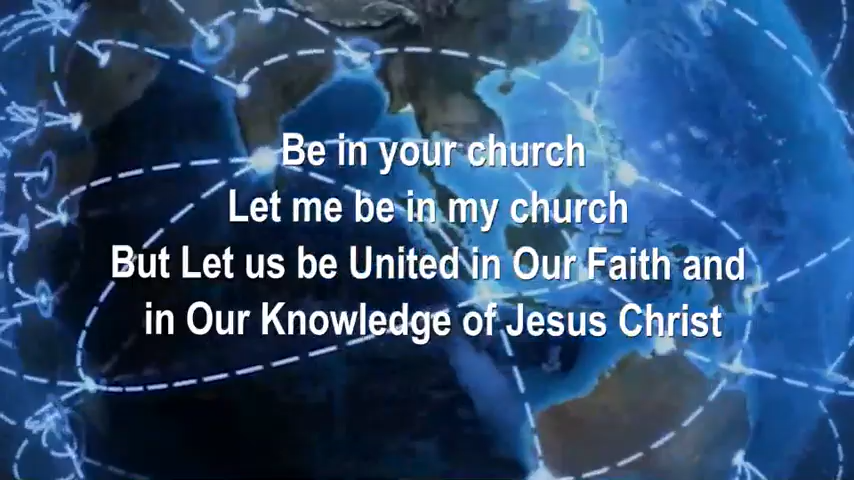 Be in your church
Let me be in my church
But Let us be United in Our Faith and
in Our Knowledge of Jesus Christ